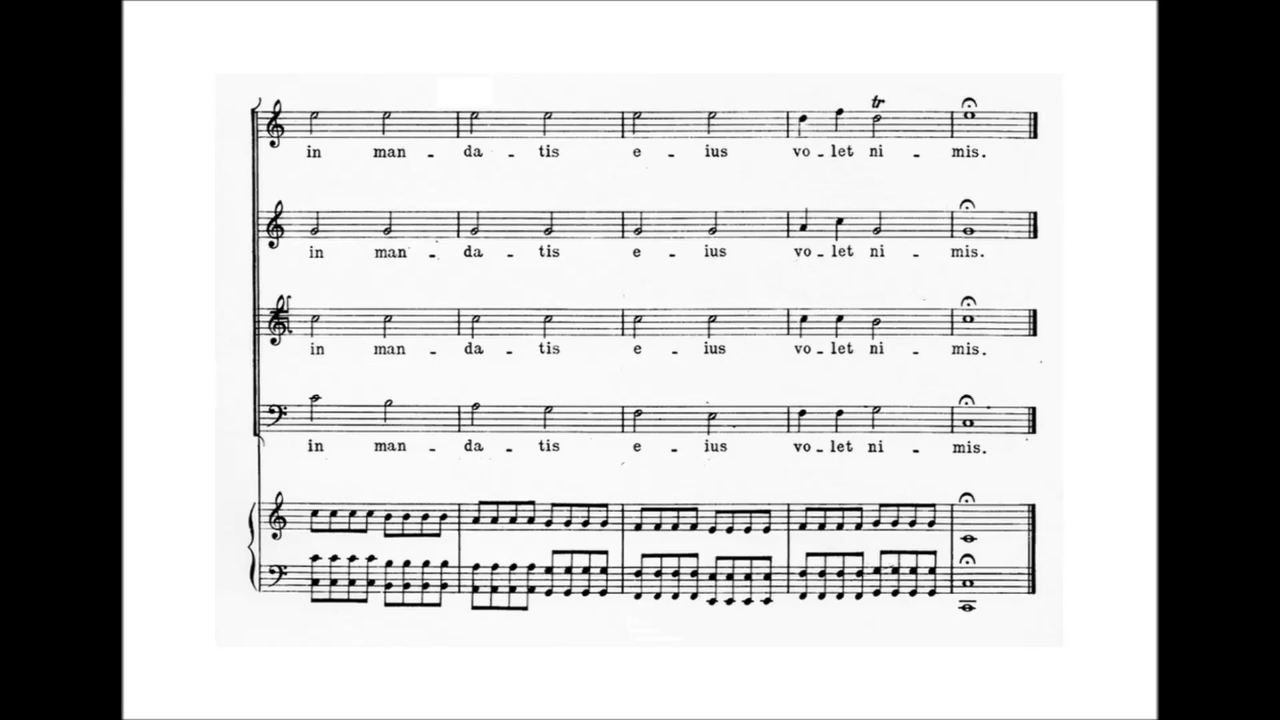 tr
in man - da - tis e - ius vo - let ni - mis.
in man - da - tis e - ius vo - let ni - mis.
in man - da - tis e - ius vo - let ni - mis.
in man - da - tis e - ius vo - let ni - mis.